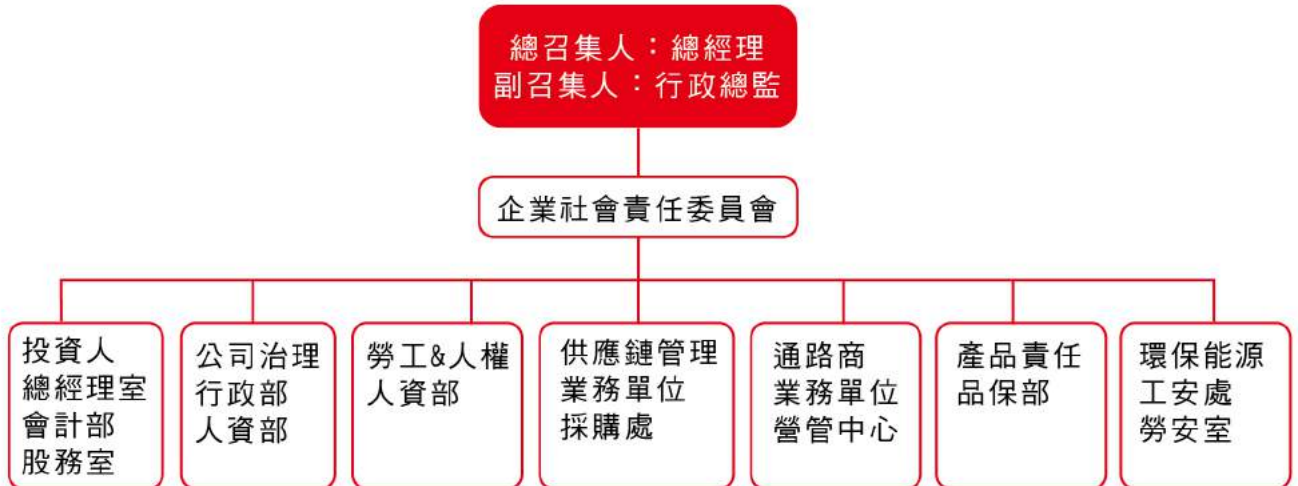 總召集人：總經理
副召集人：行政總監
企業社會責任委員會
投資人
總經理室
會計部
股務室
公司治理
行政部
人資部
勞工&人權
人資部
供應鏈管理
業務單位
採購處
通路商
業務單位
營管中心
產品責任
品保部
環保能源
工安處
勞安室